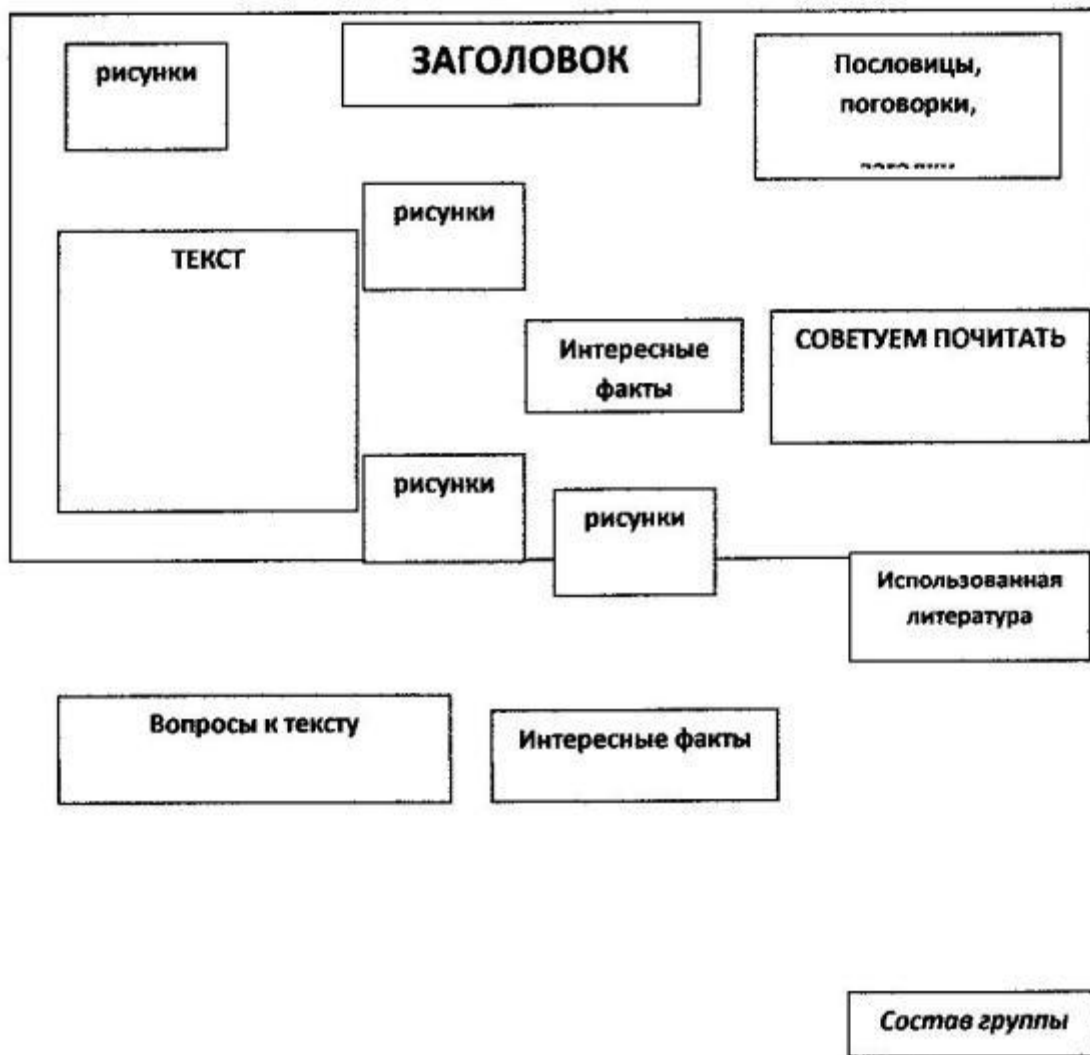 рисунки
ЗАГОЛОВОК
Пословицы,
поговорки,
рисунки
ТЕКСТ
Интересные
факты
СОВЕТУЕМ ПОЧИТАТЬ
рисунки
рисунки
Использованная
литература
Вопросы к тексту
Интересные факты
Состав группы